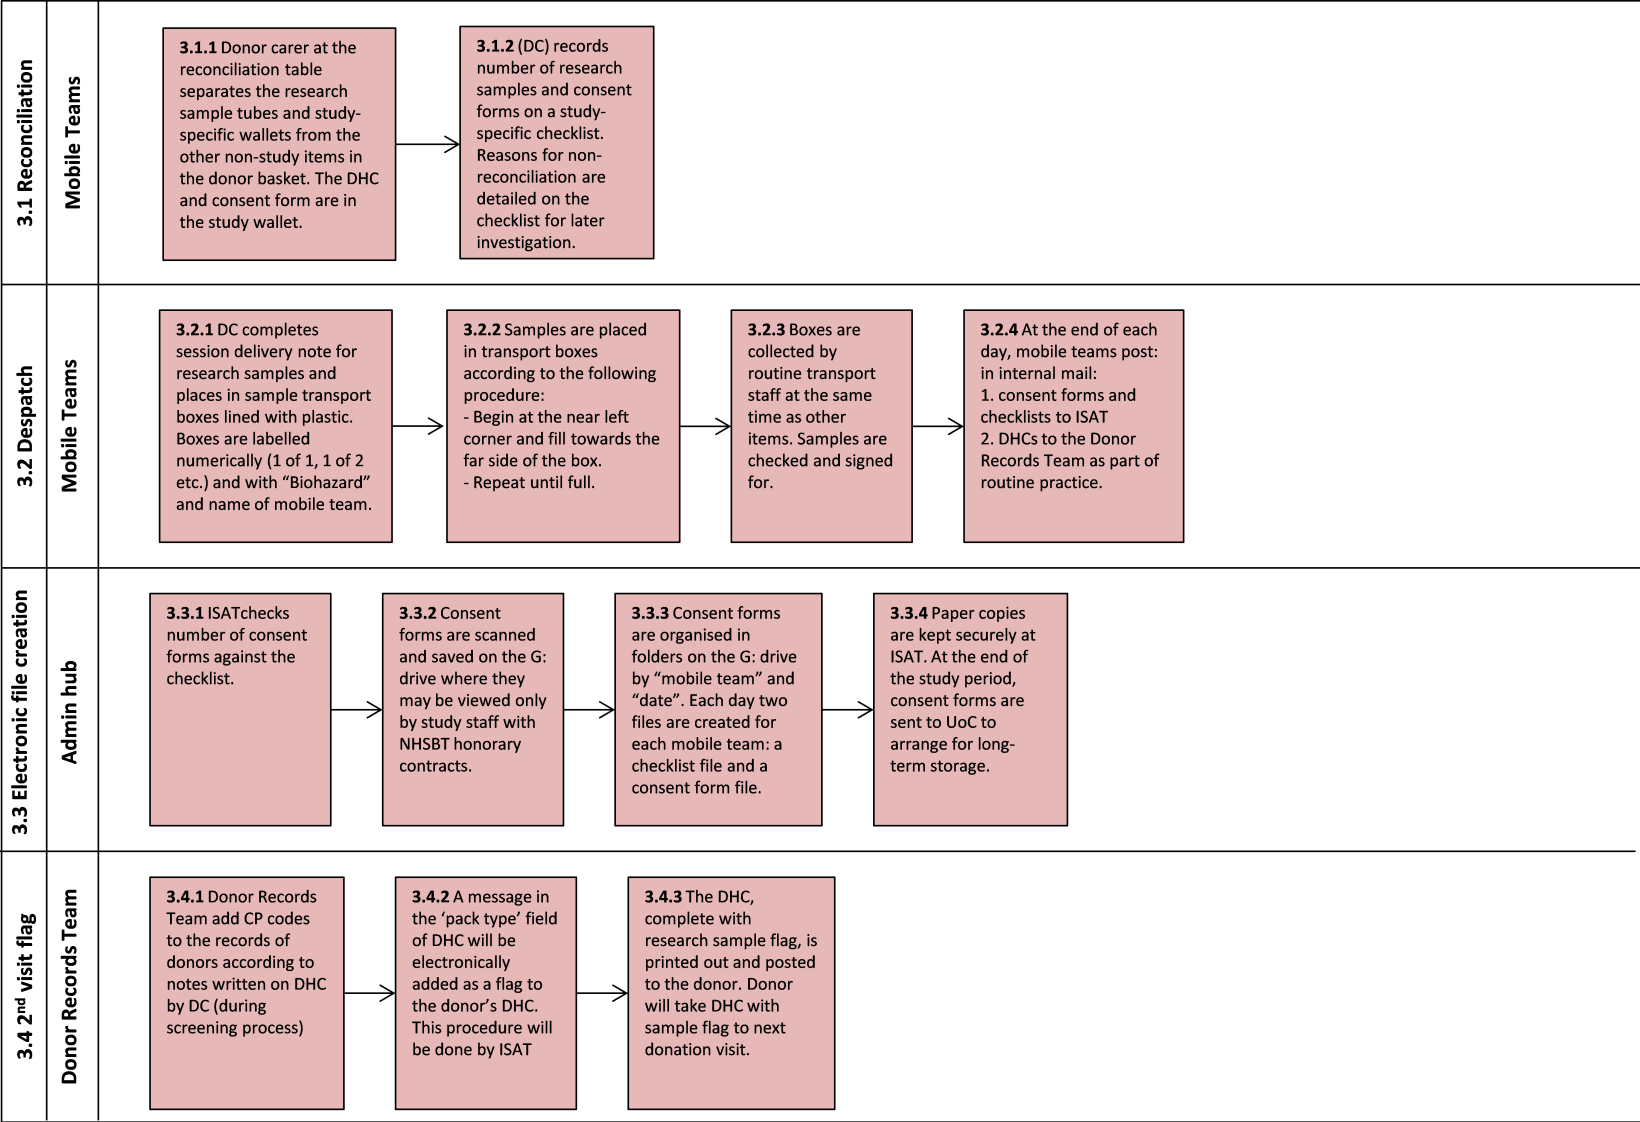 3.1 Reconciliation
Mobile Teams
3.1.1 Donor carer at the
reconciliation table
separates the research
sample tubes and study-
specific wallets from the
other non-study items in
the donor basket. The DHC
and consent form are in
the study wallet.
3.1.2 (DC) records
number of research
samples and consent
forms on a study-
specific checklist.
Reasons for non-
reconciliation are
detailed on the
checklist for later
investigation.
3.2 Despatch
Mobile Teams
3.2.1 DC completes
session delivery note for
research samples and
places in sample transport
boxes lined with plastic.
Boxes are labelled
numerically (1 of 1, 1 of 2
etc.) and with “Biohazard”
and name of mobile team.
3.2.2 Samples are placed
in transport boxes
according to the following
procedure:
- Begin at the near left
corner and fill towards the
far side of the box.
- Repeat until full.
3.2.3 Boxes are
collected by
routine transport
staff at the same
time as other
items. Samples are
checked and signed
for.
3.2.4 At the end of each
day, mobile teams post:
in internal mail:
1. consent forms and
checklists to ISAT
2. DHCs to the Donor
Records Team as part of
routine practice.
3.3 Electronic file creation
Admin hub
3.3.1 ISATchecks
number of consent
forms against the
checklist.
3.3.2 Consent
forms are scanned
and saved on the G:
drive where they
may be viewed only
by study staff with
NHSBT honorary
contracts.
3.3.3 Consent forms
are organised in
folders on the G: drive
by “mobile team” and
“date”. Each day two
files are created for
each mobile team: a
checklist file and a
consent form file.
3.3.4 Paper copies
are kept securely at
ISAT. At the end of
the study period,
consent forms are
sent to UoC to
arrange for long-
term storage.
3.4 2nd visit flag
Donor Records Team
3.4.1 Donor Records
Team add CP codes
to the records of
donors according to
notes written on DHC
by DC (during
screening process)
3.4.2 A message in
the ‘pack type’ field
of DHC will be
electronically
added as a flag to
the donor’s DHC.
This procedure will
be done by ISAT
3.4.3 The DHC,
complete with
research sample flag, is
printed out and posted
to the donor. Donor
will take DHC with
sample flag to next
donation visit.